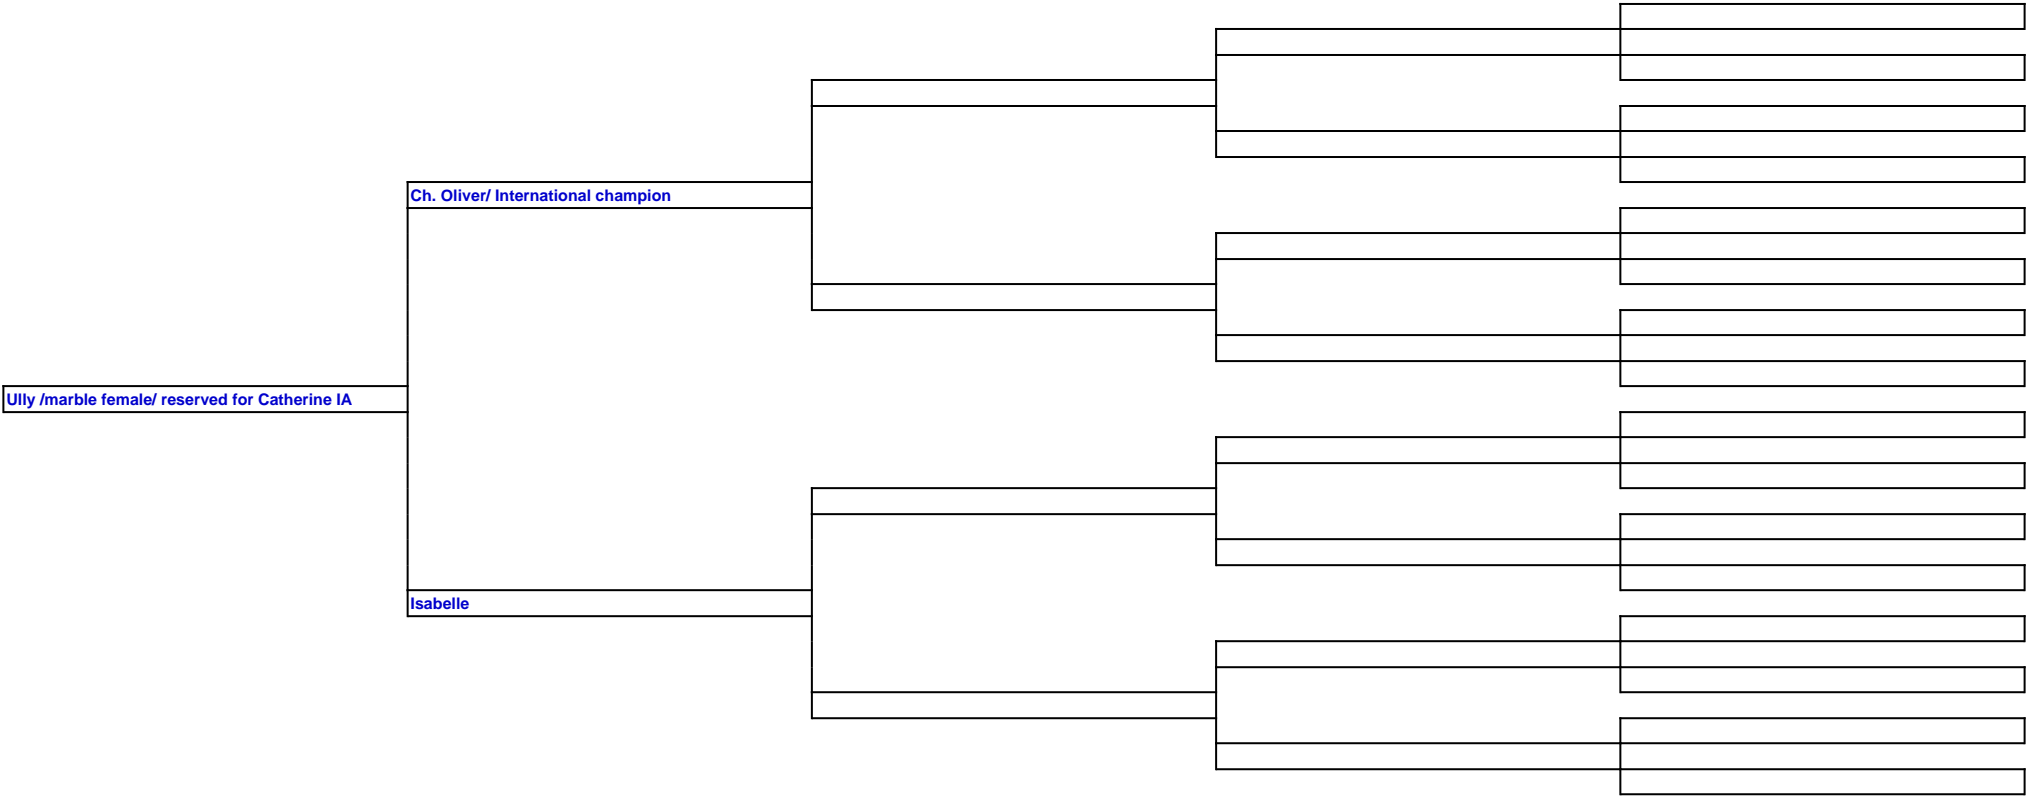 Ch. Oliver/ International champion
Ully /marble female/ reserved for Catherine IA
Isabelle